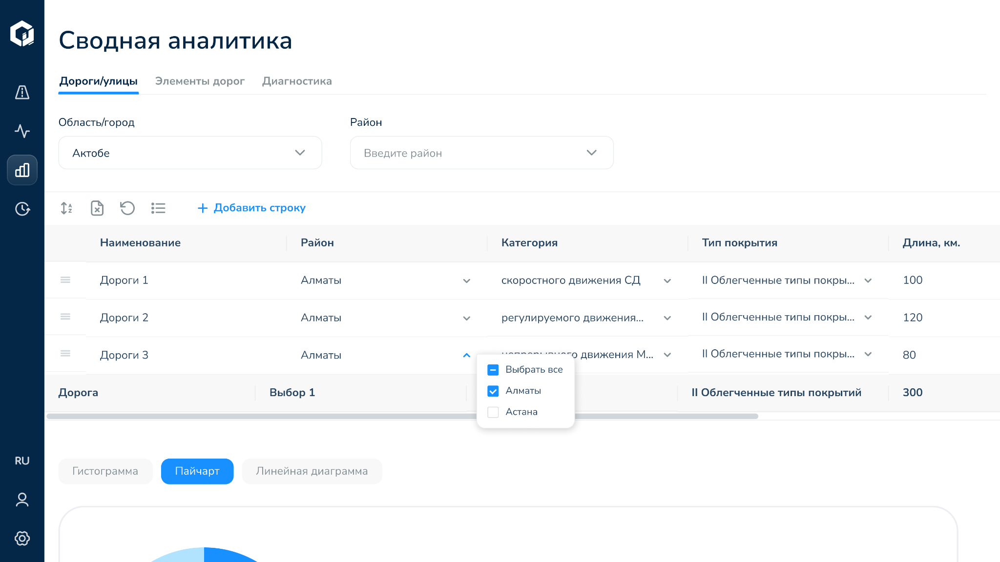 Сводная аналитика
Дороги/улицы Элементы дорог Диагностика
Область/город Район
Актобе Введите район
A
Z
Добавить строку
Наименование Район Категория Тип покрытия Длина, км.
Дороги 1 Алматы скоростного движения СД II Облегченные типы покры... 100
Дороги 2 Алматы регулируемого движения... II Облегченные типы покры... 120
Дороги 3 Алматы движения М... II Облегченные типы покры... 80
Выбрать все
Алматы
Астана
Дорога Выбор 1 II Облегченные типы покрытий 300
RU
Гистограмма Пайчарт Линейная диаграмма